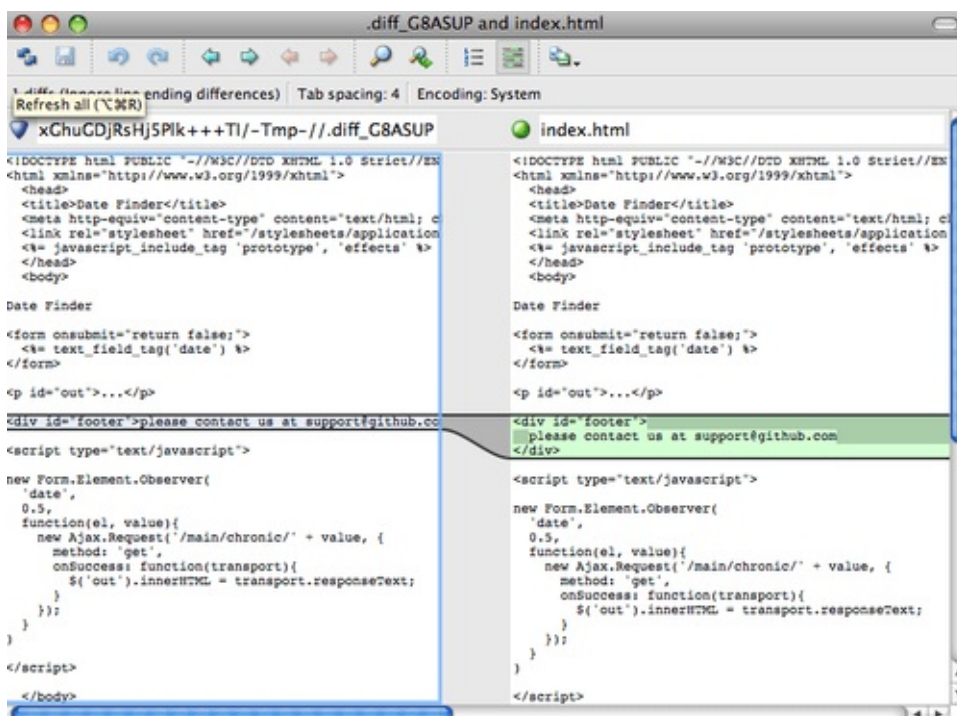 .diff_G8ASUP and index.html
1 diffs (Ignore line ending differences) Tab spacing: 4 Encoding: System
Refresh all (⌥⌘R)
xGhuGDjRsHj5Plk+++TI/-Tmp-//.diff_G8ASUP
<!DOCTYPE html PUBLIC "-//W3C//DTD XHTML 1.0 Strict//EN
<html xmlns="http://www.w3.org/1999/xhtml">
<head>
<title>Date Finder</title>
<meta http-equiv="content-type" content="text/html; c
<link rel="stylesheet" href="/stylesheets/application
<%= javascript_include_tag 'prototype', 'effects' %>
</head>
<body>
Date Finder
<form onsubmit="return false;">
<%= text_field_tag('date') %>
</form>
<p id="out">...</p>
<div id="footer">please contact us at support@github.co
<script type="text/javascript">
new Form.Element.Observer(
'date',
0.5,
function(el, value){
new Ajax.Request('/main/chronic/' + value, {
method: 'get',
onSuccess: function(transport){
$('out').innerHTML = transport.responseText;
}
});
}
)
</script>
</body>
index.html
<!DOCTYPE html PUBLIC "-//W3C//DTD XHTML 1.0 Strict//EN
<html xmlns="http://www.w3.org/1999/xhtml">
<head>
<title>Date Finder</title>
<meta http-equiv="content-type" content="text/html; c
<link rel="stylesheet" href="/stylesheets/application
<%= javascript_include_tag 'prototype', 'effects' %>
</head>
<body>
Date Finder
<form onsubmit="return false;">
<%= text_field_tag('date') %>
</form>
<p id="out">...</p>
<div id="footer">
please contact us at support@github.com
</div>
<script type="text/javascript">
new Form.Element.Observer(
'date',
0.5,
function(el, value){
new Ajax.Request('/main/chronic/' + value, {
method: 'get',
onSuccess: function(transport){
$('out').innerHTML = transport.responseText;
}
});
}
)
</script>